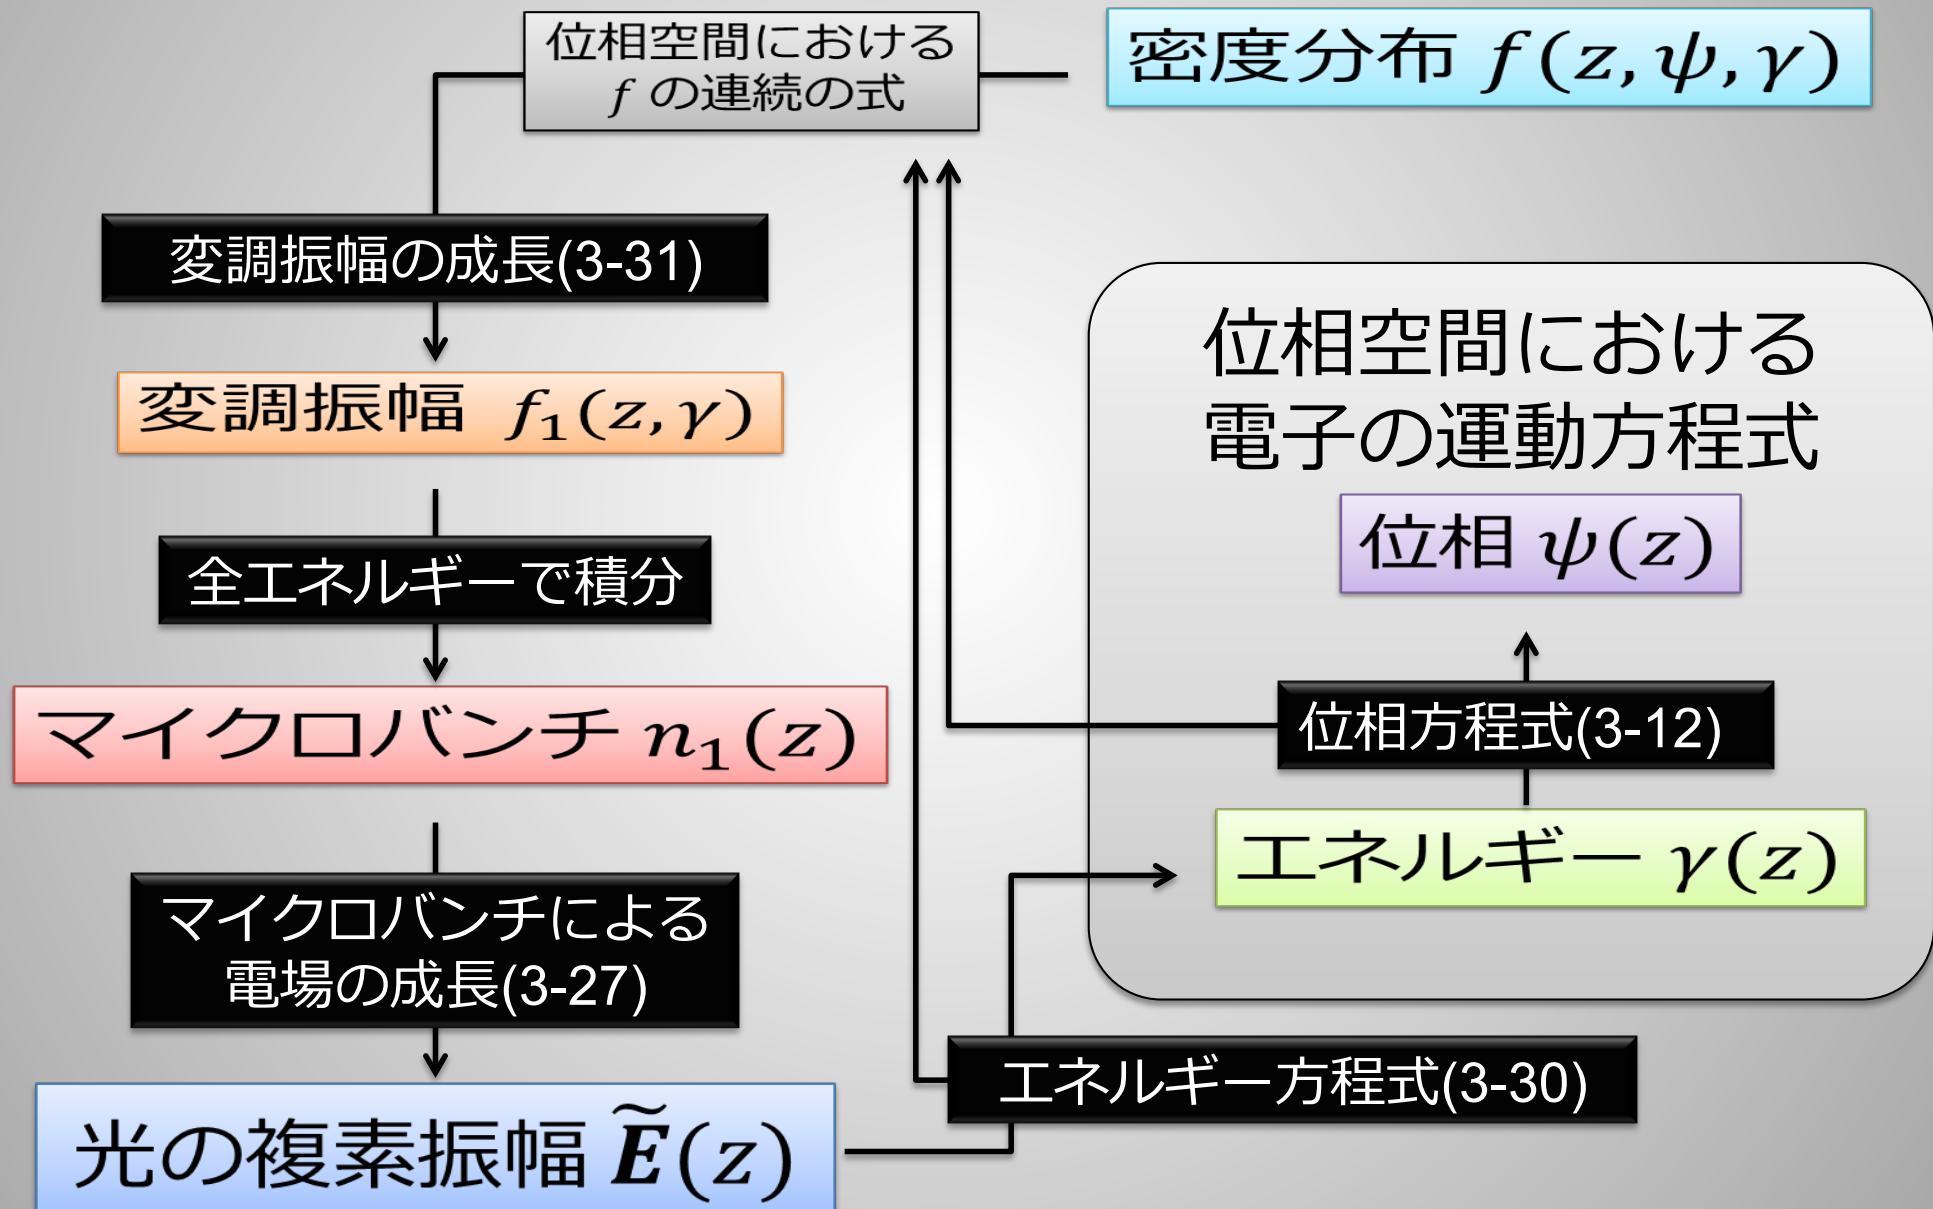 位相空間における
f の連続の式
密度分布 f(z, ψ, γ)
変調振幅の成長(3-31)
変調振幅 f₁(z, γ)
全エネルギーで積分
マイクロバンチ n₁(z)
マイクロバンチによる
電場の成長(3-27)
光の複素振幅 Ẽ(z)
位相空間における
電子の運動方程式
位相 ψ(z)
位相方程式(3-12)
エネルギー γ(z)
エネルギー方程式(3-30)